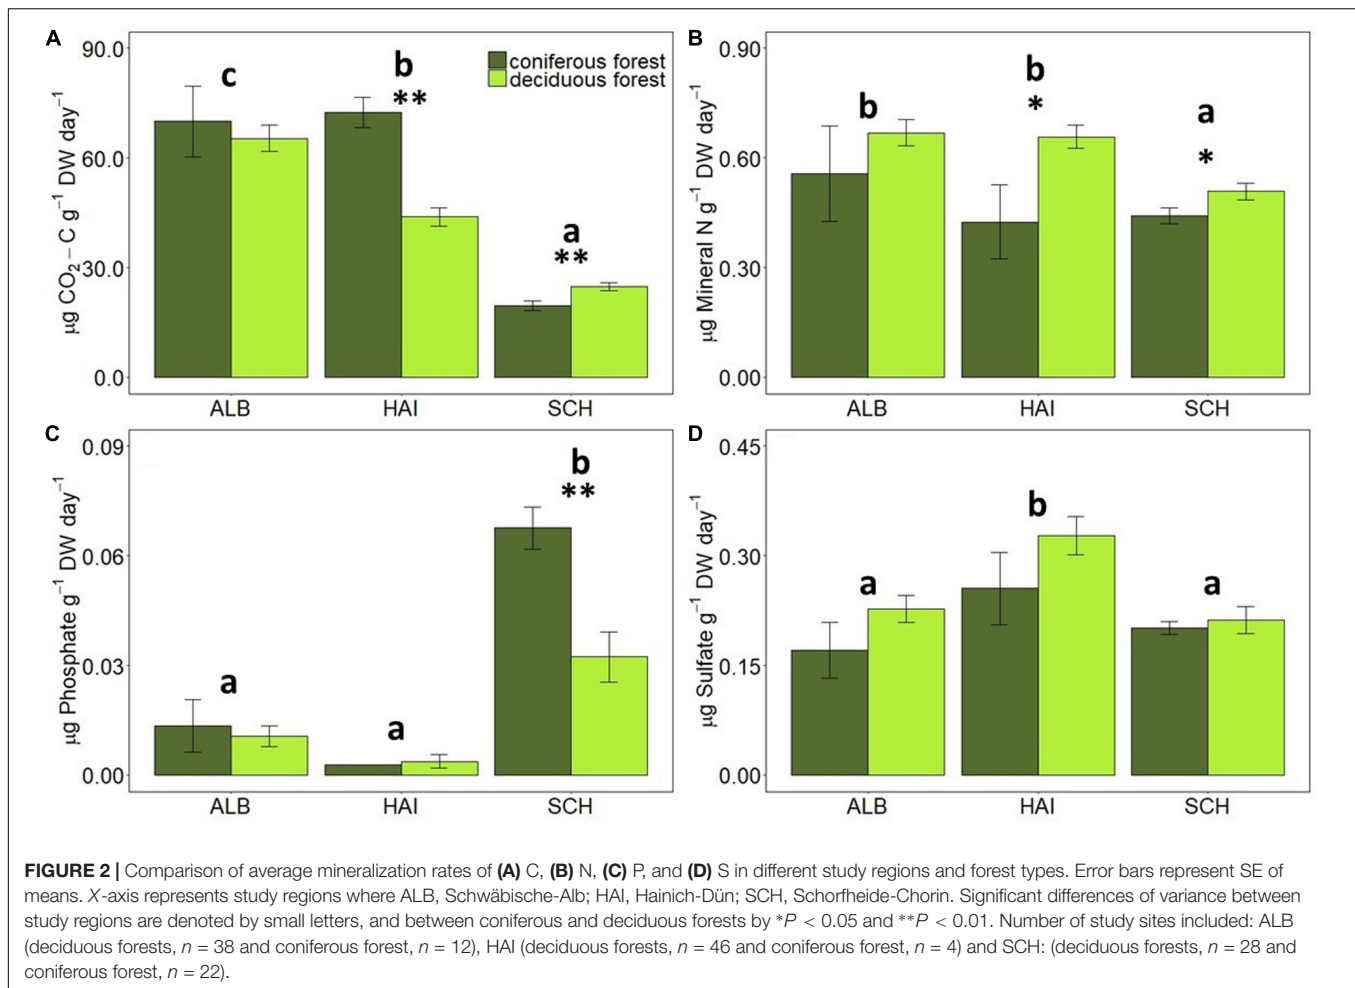 A
90.0
60.0
30.0
0.0
µg CO₂−C g⁻¹ DW day⁻¹
c
b
**
a
**
coniferous forest
deciduous forest
ALB
HAI
SCH
B
0.90
0.60
0.30
0.00
µg Mineral N g⁻¹ DW day⁻¹
b
b
*
a
*
ALB
HAI
SCH
C
0.09
0.06
0.03
0.00
µg Phosphate g⁻¹ DW day⁻¹
a
a
b
**
ALB
HAI
SCH
D
0.45
0.30
0.15
0.00
µg Sulfate g⁻¹ DW day⁻¹
a
b
a
ALB
HAI
SCH
FIGURE 2 | Comparison of average mineralization rates of (A) C, (B) N, (C) P, and (D) S in different study regions and forest types. Error bars represent SE of
means. X-axis represents study regions where ALB, Schwäbische-Alb; HAI, Hainich-Dün; SCH, Schorfheide-Chorin. Significant differences of variance between
study regions are denoted by small letters, and between coniferous and deciduous forests by *P < 0.05 and **P < 0.01. Number of study sites included: ALB
(deciduous forests, n = 38 and coniferous forest, n = 12), HAI (deciduous forests, n = 46 and coniferous forest, n = 4) and SCH: (deciduous forests, n = 28 and
coniferous forest, n = 22).